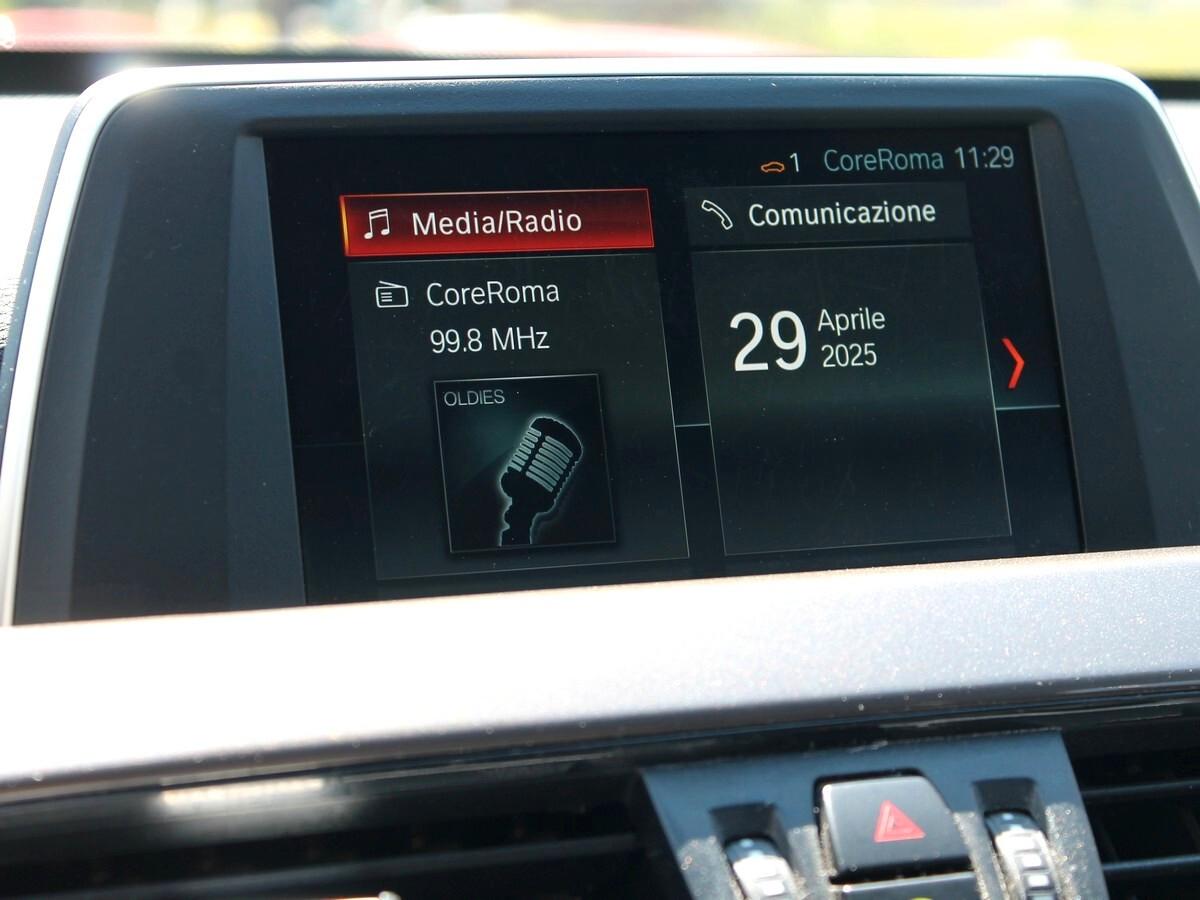 1 CoreRoma 11:29
Media/Radio
CoreRoma
99.8 MHz
OLDIES
Comunicazione
29 Aprile
2025